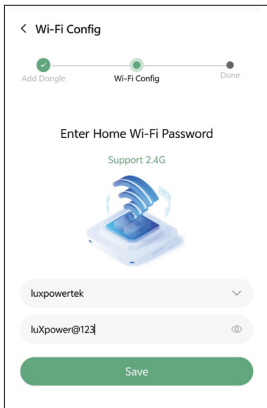 Wi-Fi Config
Add Dongle
Wi-Fi Config
Done
Enter Home Wi-Fi Password
Support 2.4G
luxpowertek
luXpower@123
Save